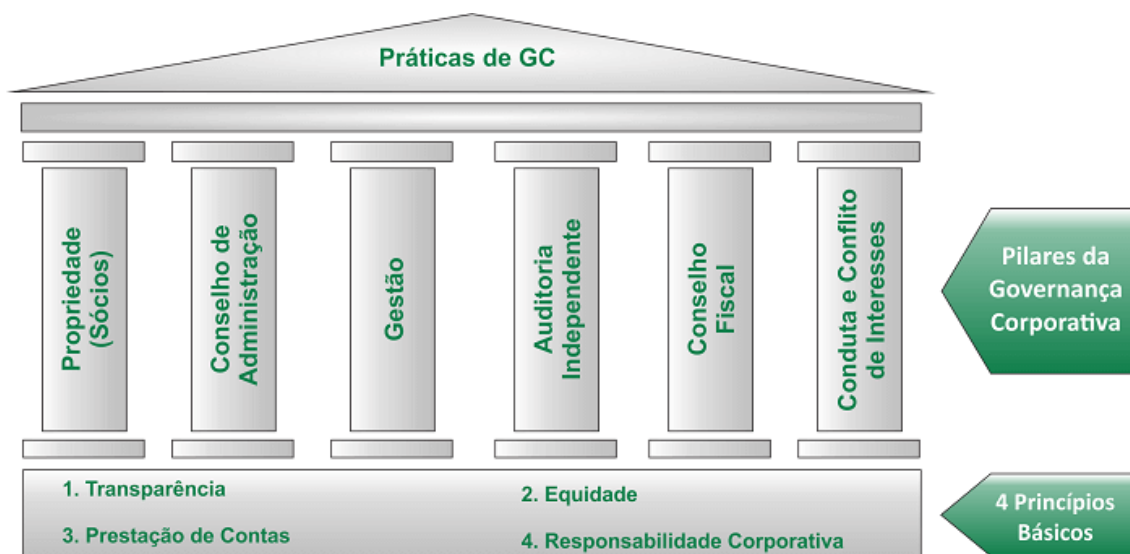 Práticas de GC
Propriedade
(Sócios)
Conselho de
Administração
Gestão
Auditoria
Independente
Conselho
Fiscal
Conduta e Conflito
de Interesses
Pilares da
Governança
Corporativa
1. Transparência
2. Equidade
3. Prestação de Contas
4. Responsabilidade Corporativa
4 Princípios
Básicos